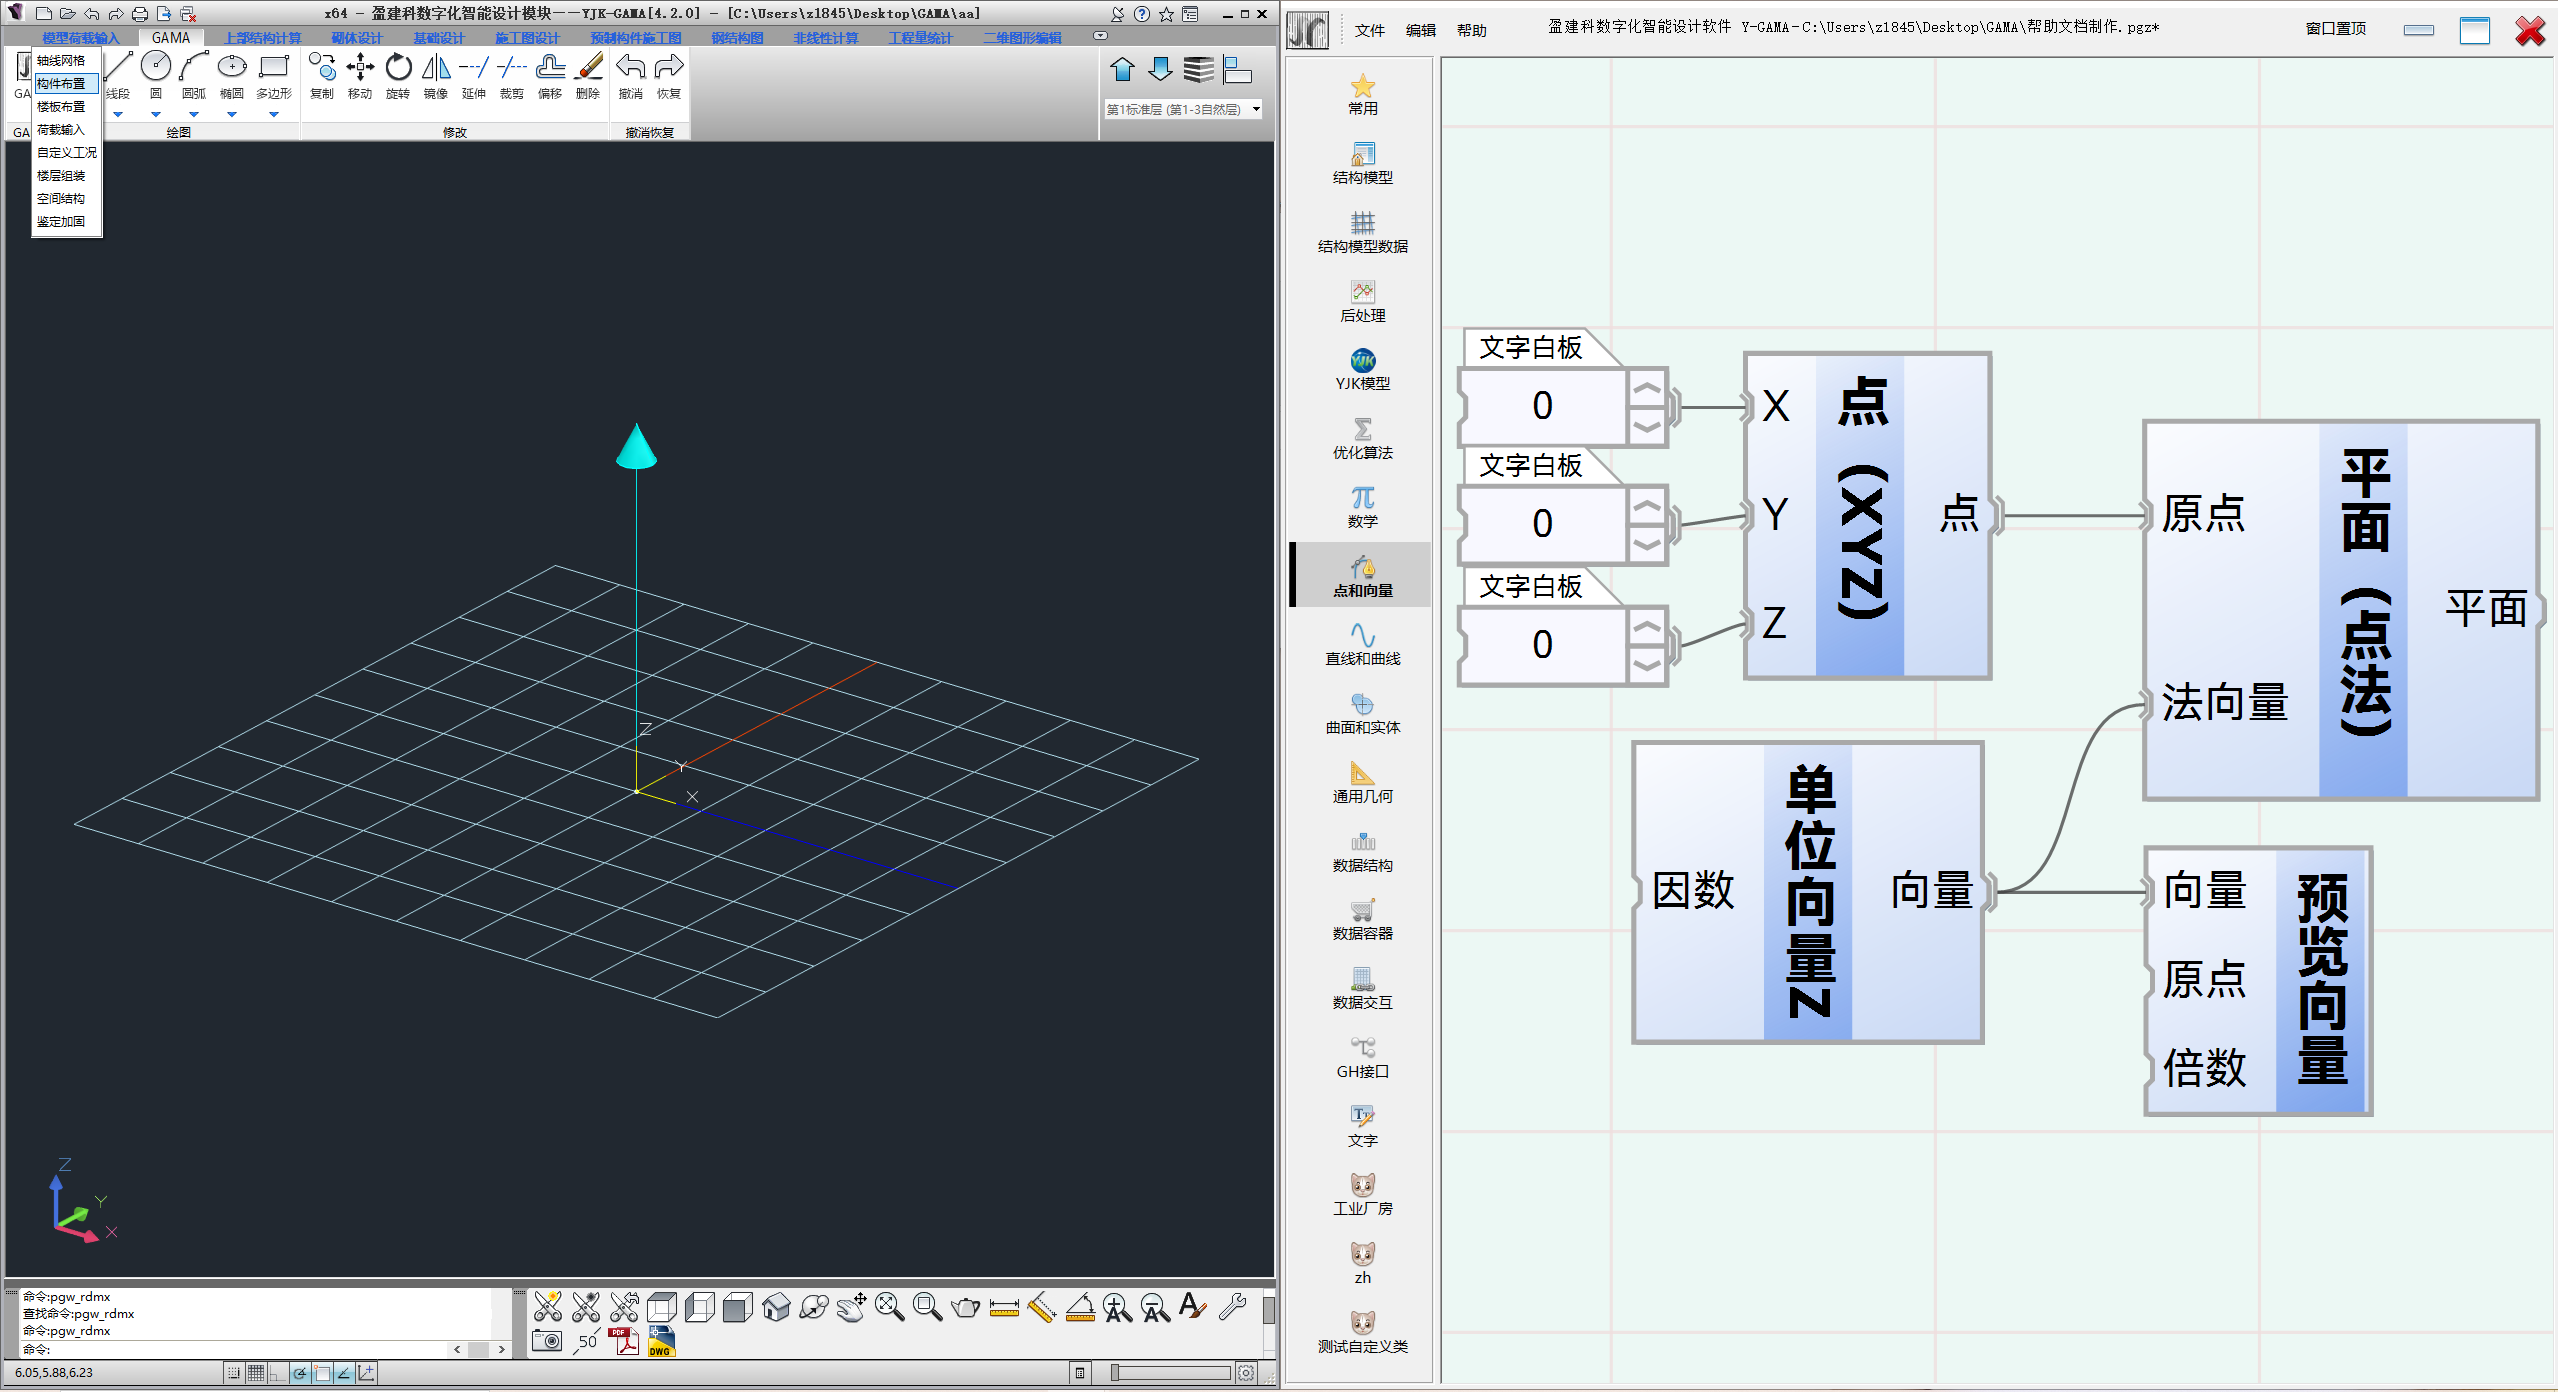 x64 - 盈建科数字化智能设计模块——YJK-GAMA[4.2.0] - [C:\Users\z1845\Desktop\GAMA\aa]
模型荷载输入 GAMA 上部结构计算 砌体设计 基础设计 施工图设计 预制构件施工图 钢结构图 非线性计算 工程量统计 二维图形编辑
轴线网格
构件布置
楼板布置
荷载输入
自定义工况
楼层组装
空间结构
鉴定加固
GA 线段 圆 圆弧 椭圆 多边形 复制 移动 旋转 镜像 延伸 裁剪 偏移 删除 撤消 恢复
第1标准层 (第1-3自然层)
GA 绘图 修改 撤消恢复
Z
Y
X
Z
Y
X
命令:pgw_rdmx
查找命令:pgw_rdmx
命令:pgw_rdmx
命令:
50
PDF
DWG
6.05,5.88,6.23
文件 编辑 帮助
盈建科数字化智能设计软件 Y-GAMA-C:\Users\z1845\Desktop\GAMA\帮助文档制作.pgz*
窗口置顶
常用
结构模型
结构模型数据
后处理
YJK
YJK模型
优化算法
数学
点和向量
直线和曲线
曲面和实体
通用几何
数据结构
数据容器
数据交互
GH接口
文字
工业厂房
zh
测试自定义类
文字白板
0
文字白板
0
文字白板
0
X
Y
Z
点（XYZ）
点
原点
法向量
平面（点法）
平面
因数
单位向量Z
向量
向量
原点
倍数
预览向量